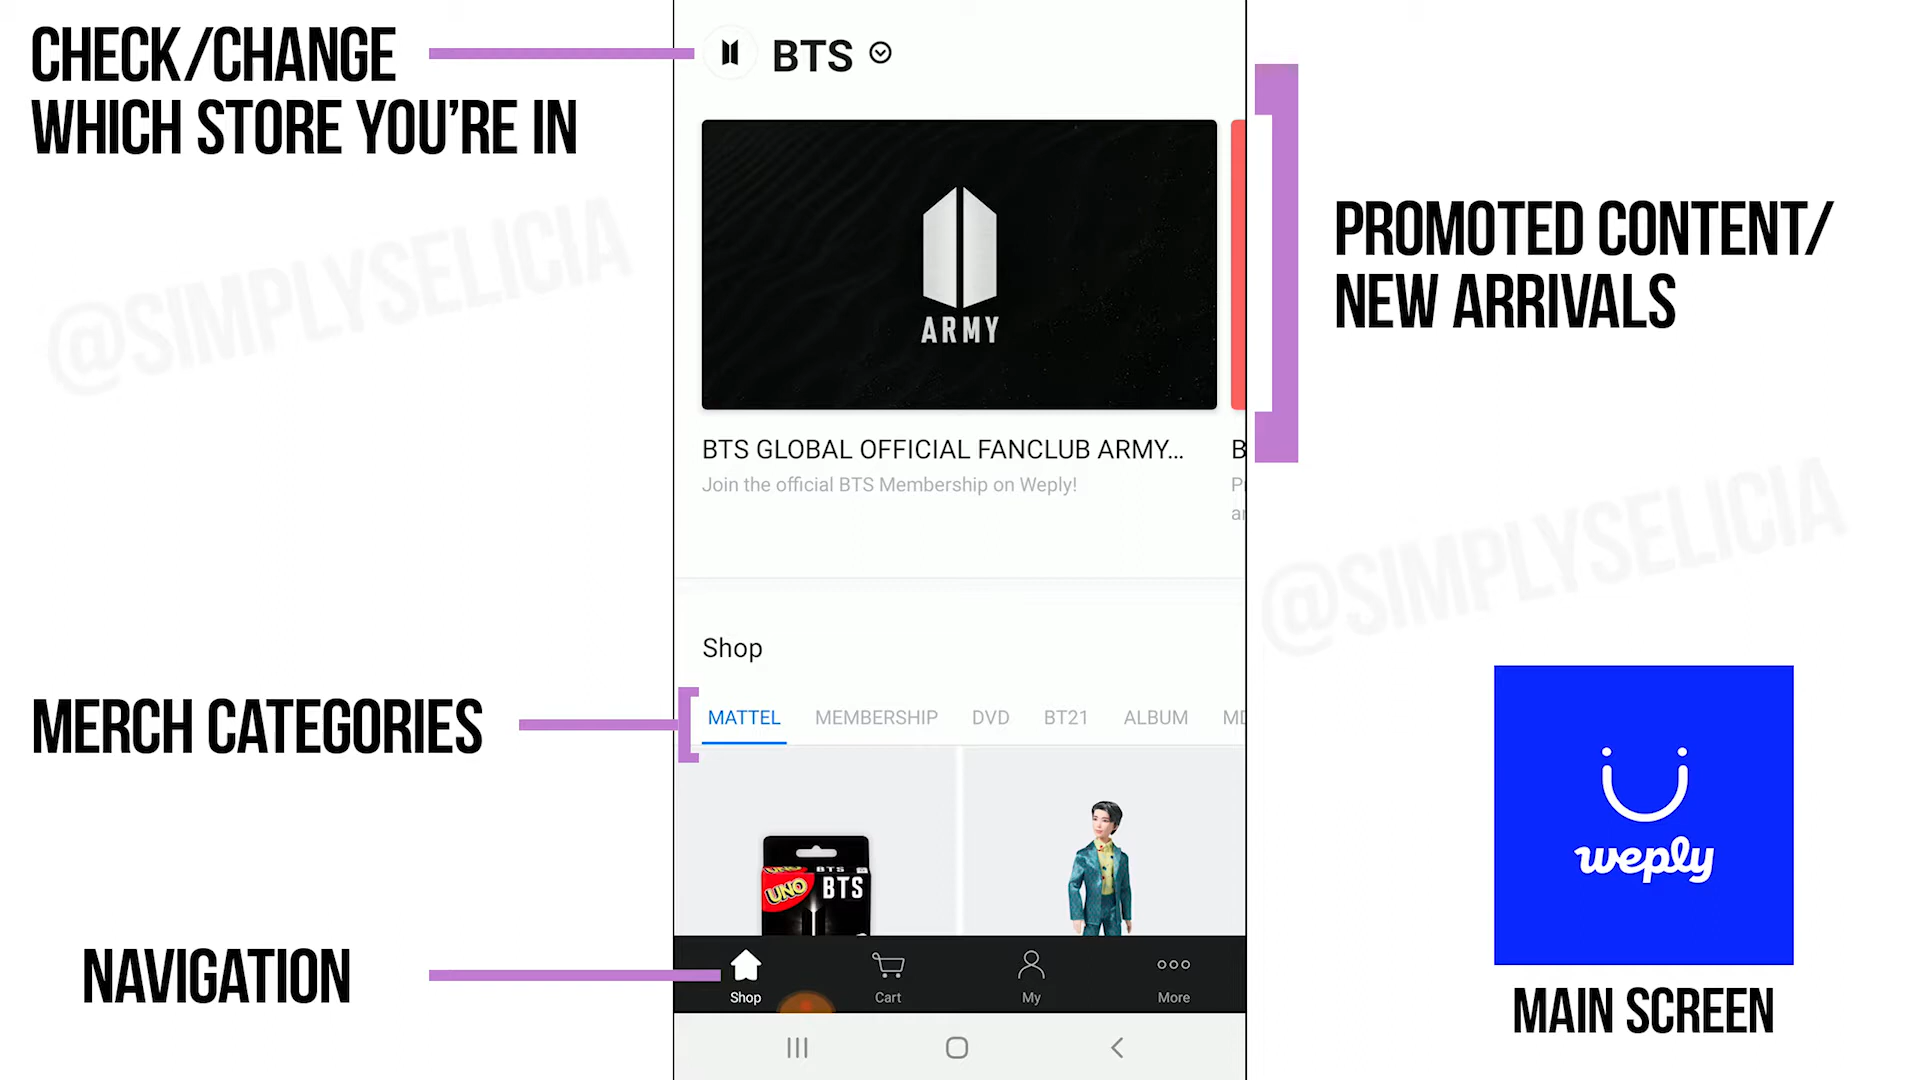 CHECK/CHANGE
WHICH STORE YOU'RE IN
BTS
@SIMPLYSELICIA
ARMY
PROMOTED CONTENT/
NEW ARRIVALS
BTS GLOBAL OFFICIAL FANCLUB ARMY...
B
Join the official BTS Membership on Weply!
@SIMPLYSELICIA
Shop
MERCH CATEGORIES
MATTEL MEMBERSHIP DVD BT21 ALBUM
UNO
BTS
BTS
weply
NAVIGATION
Shop Cart My More
MAIN SCREEN